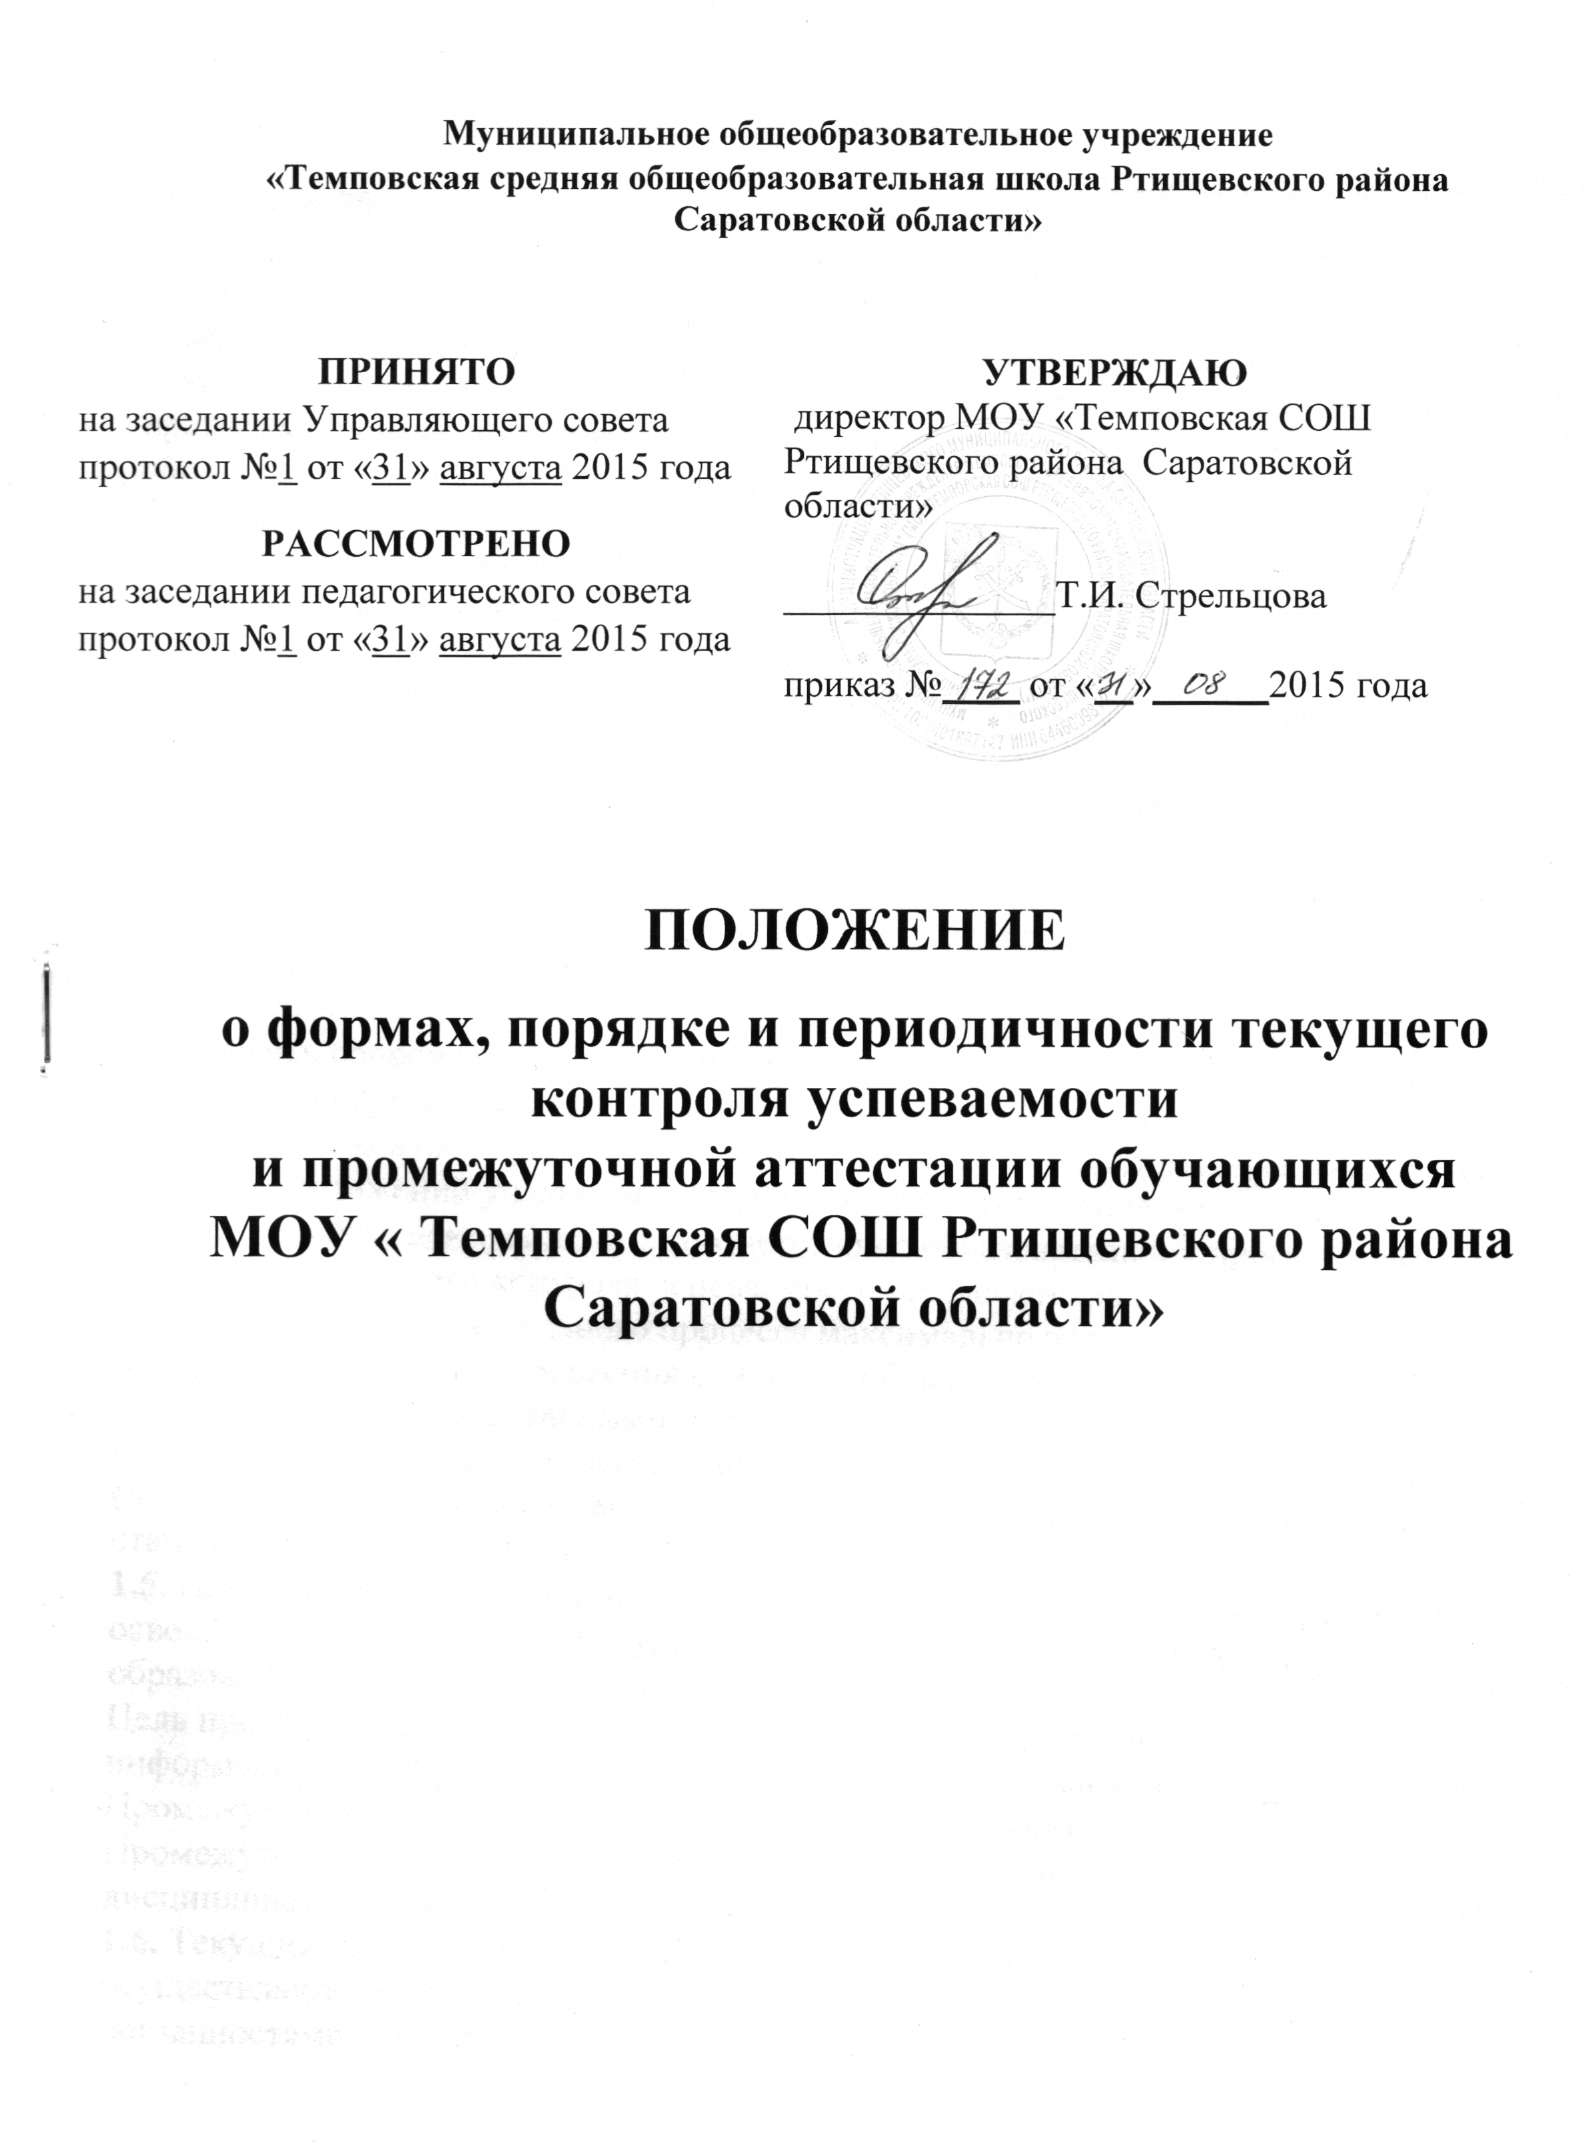 Муниципальное общеобразовательное учреждение
«Темповская средняя общеобразовательная школа Ртищевского района
Саратовской области»
ПРИНЯТО
на заседании Управляющего совета
протокол №1 от «31» августа 2015 года
РАССМОТРЕНО
на заседании педагогического совета
протокол №1 от «31» августа 2015 года
УТВЕРЖДАЮ
директор МОУ «Темповская СОШ
Ртищевского района Саратовской
области»
Т.И. Стрельцова
приказ № 172 от «31» 08 2015 года
ПОЛОЖЕНИЕ
о формах, порядке и периодичности текущего
контроля успеваемости
и промежуточной аттестации обучающихся
МОУ « Темповская СОШ Ртищевского района
Саратовской области»